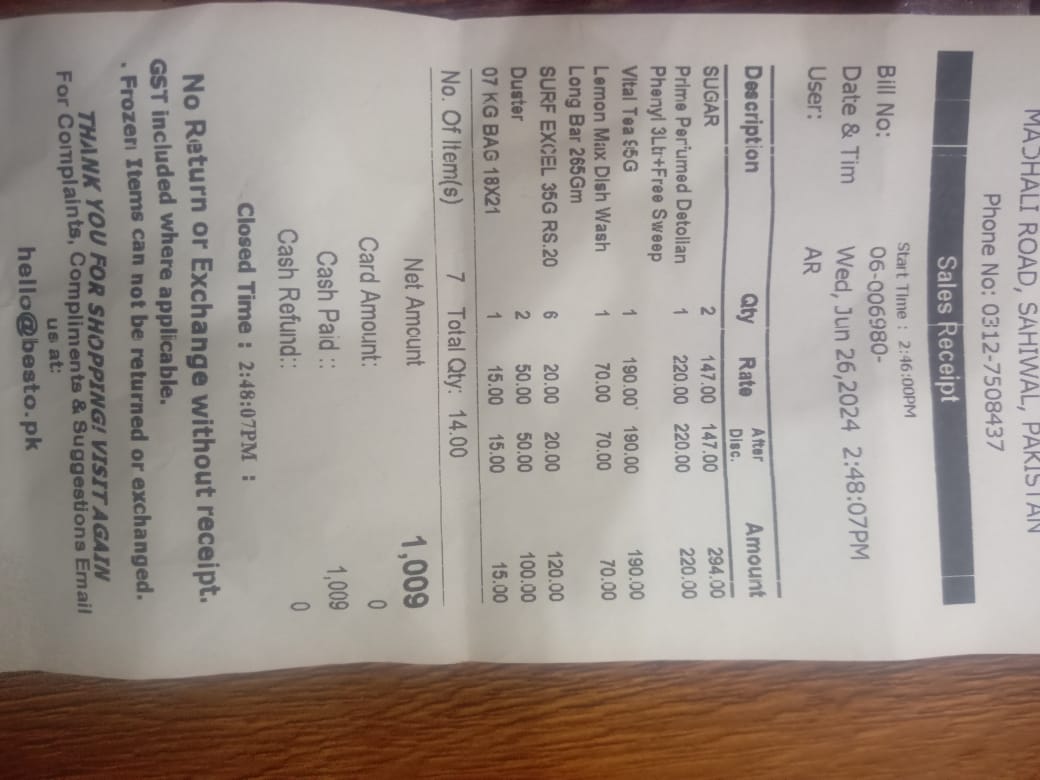 MADHALI ROAD, SAHIWAL, PAKISTAN
Phone No: 0312-7508437
Sales Receipt
Start Time : 2:46:00PM
Bill No: 06-006980-
Date & Tim Wed, Jun 26,2024 2:48:07PM
User: AR
Description Qty Rate After Disc. Amount
SUGAR 2 147.00 147.00 294.00
Prime Perfumed Detolian 1 220.00 220.00 220.00
Phenyl 3Ltr+Free Sweep
Vital Tea 95G 1 190.00 190.00 190.00
Lemon Max Dish Wash 1 70.00 70.00 70.00
Long Bar 265Gm
SURF EXCEL 35G RS.20 6 20.00 20.00 120.00
Duster 2 50.00 50.00 100.00
07 KG BAG 18X21 1 15.00 15.00 15.00
No. Of Item(s) 7 Total Qty: 14.00
Net Amount 1,009
Card Amount: 0
Cash Paid :: 1,009
Cash Refund:: 0
Closed Time : 2:48:07PM :
No Return or Exchange without receipt.
GST included where applicable.
. Frozen Items can not be returned or exchanged.
THANK YOU FOR SHOPPING! VISIT AGAIN
For Complaints, Compliments & Suggestions Email
us at:
hello@besto.pk